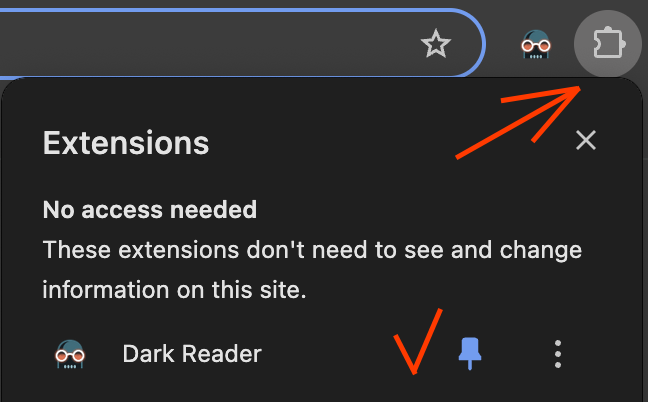 Extensions
No access needed
These extensions don't need to see and change
information on this site.
Dark Reader